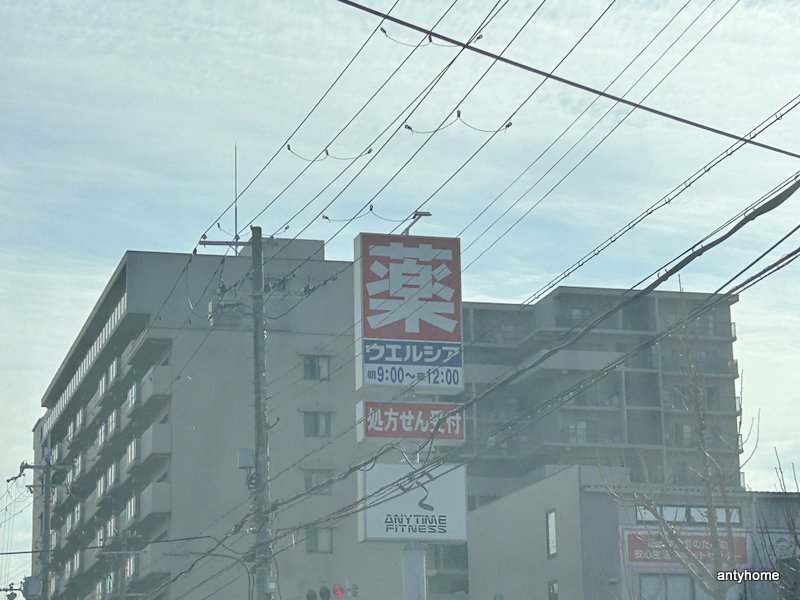 薬
ウエルシア
朝9:00～夜12:00
処方せん受付
ANYTIME
FITNESS
antyhome